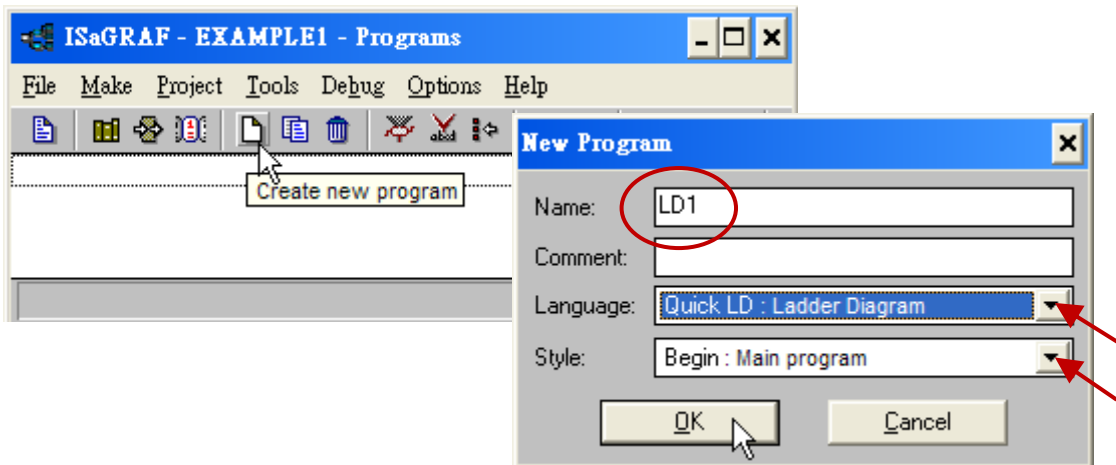 ISaGRAF - EXAMPLE1 - Programs
File Make Project Tools Debug Options Help
Create new program
New Program
Name: LD1
Comment:
Language: Quick LD : Ladder Diagram
Style: Begin : Main program
OK Cancel